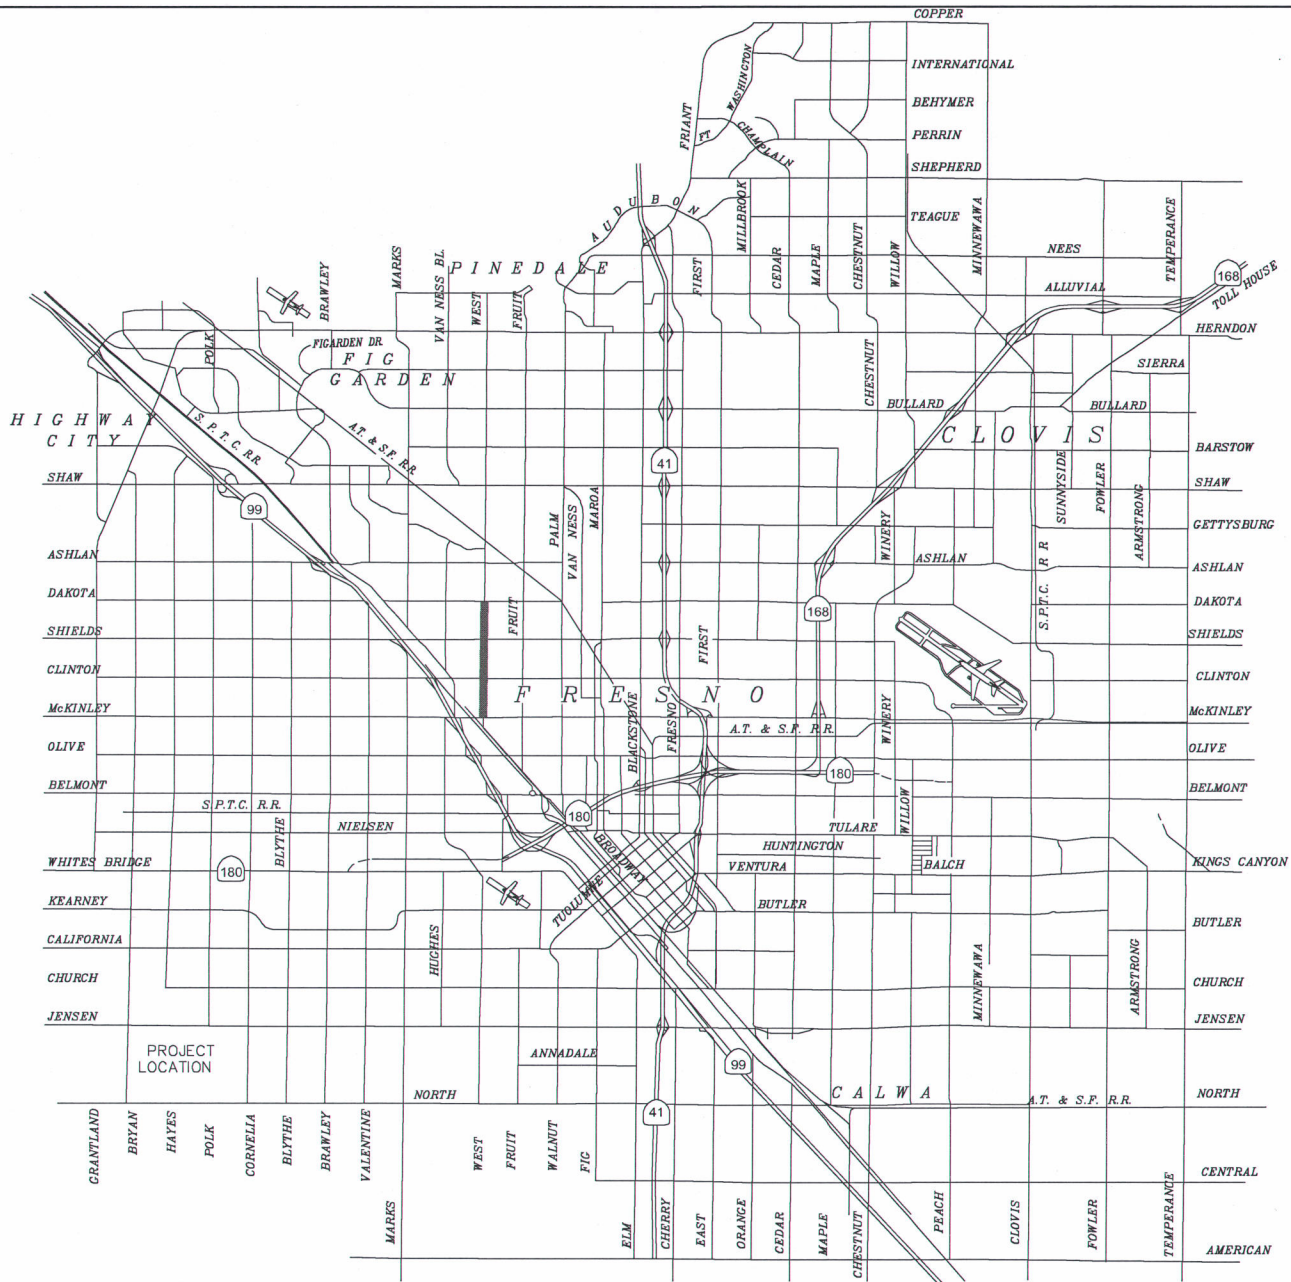 COPPER
INTERNATIONAL
WASHINGTON
BEHYMER
FRIANT
FT
CHAMPLAIN
PERRIN
SHEPHERD
AUDUBON
MILLBROOK
TEAGUE
MINNEWAWA
TEMPERANCE
NEES
MARKS
VAN NESS BL.
PINEDALE
FIRST
CEDAR
MAPLE
CHESTNUT
WILLOW
ALLUVIAL
168
TOLL HOUSE
BRAWLEY
WEST
FRUIT
HERNDON
POLK
FIGARDEN DR.
FIG
GARDEN
CHESTNUT
SIERRA
BULLARD
BULLARD
HIGHWAY
CITY
S. P. T. C. RR
A.T. & S.F. RR
CLOVIS
BARSTOW
41
SHAW
SHAW
99
PALM
VAN NESS
MAROA
WINERY
SUNNYSIDE
FOWLER
ARMSTRONG
GETTYSBURG
ASHLAN
ASHLAN
ASHLAN
S.P.T.C. R R
DAKOTA
FRUIT
168
DAKOTA
SHIELDS
FIRST
SHIELDS
CLINTON
CLINTON
FRESNO
McKINLEY
BLACKSTONE
FRESNO
WINERY
McKINLEY
A.T. & S.F. R.R.
OLIVE
OLIVE
180
BELMONT
BELMONT
S.P.T.C. R.R.
180
WILLOW
NIELSEN
TULARE
BLYTHE
BROADWAY
HUNTINGTON
WHITES BRIDGE
180
VENTURA
BALCH
KINGS CANYON
KEARNEY
TUOLUMNE
BUTLER
BUTLER
CALIFORNIA
HUGHES
MINNEWAWA
ARMSTRONG
CHURCH
CHURCH
JENSEN
JENSEN
PROJECT
LOCATION
ANNADALE
99
NORTH
CALWA
A.T. & S.F. R.R.
NORTH
41
GRANTLAND
BRYAN
HAYES
POLK
CORNELIA
BLYTHE
BRAWLEY
VALENTINE
WEST
FRUIT
WALNUT
FIG
CENTRAL
MARKS
ELM
CHERRY
EAST
ORANGE
CEDAR
MAPLE
CHESTNUT
PEACH
CLOVIS
FOWLER
TEMPERANCE
AMERICAN